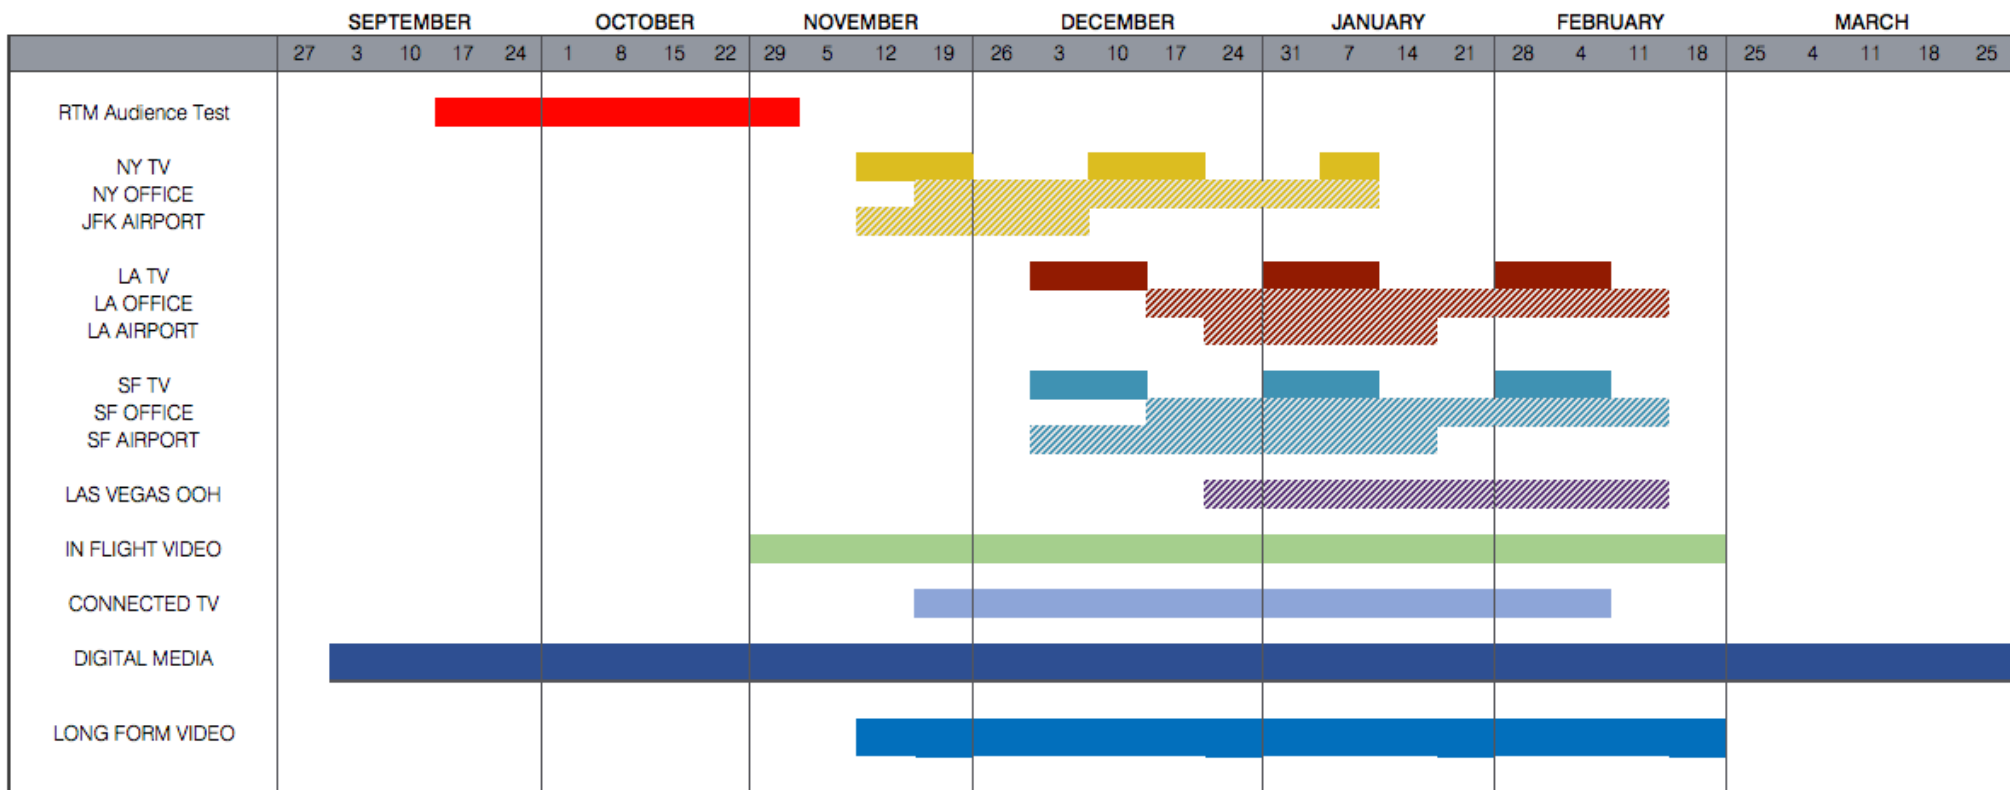 SEPTEMBER OCTOBER NOVEMBER DECEMBER JANUARY FEBRUARY MARCH
27 3 10 17 24 1 8 15 22 29 5 12 19 26 3 10 17 24 31 7 14 21 28 4 11 18 25 4 11 18 25
RTM Audience Test
NY TV
NY OFFICE
JFK AIRPORT
LA TV
LA OFFICE
LA AIRPORT
SF TV
SF OFFICE
SF AIRPORT
LAS VEGAS OOH
IN FLIGHT VIDEO
CONNECTED TV
DIGITAL MEDIA
LONG FORM VIDEO